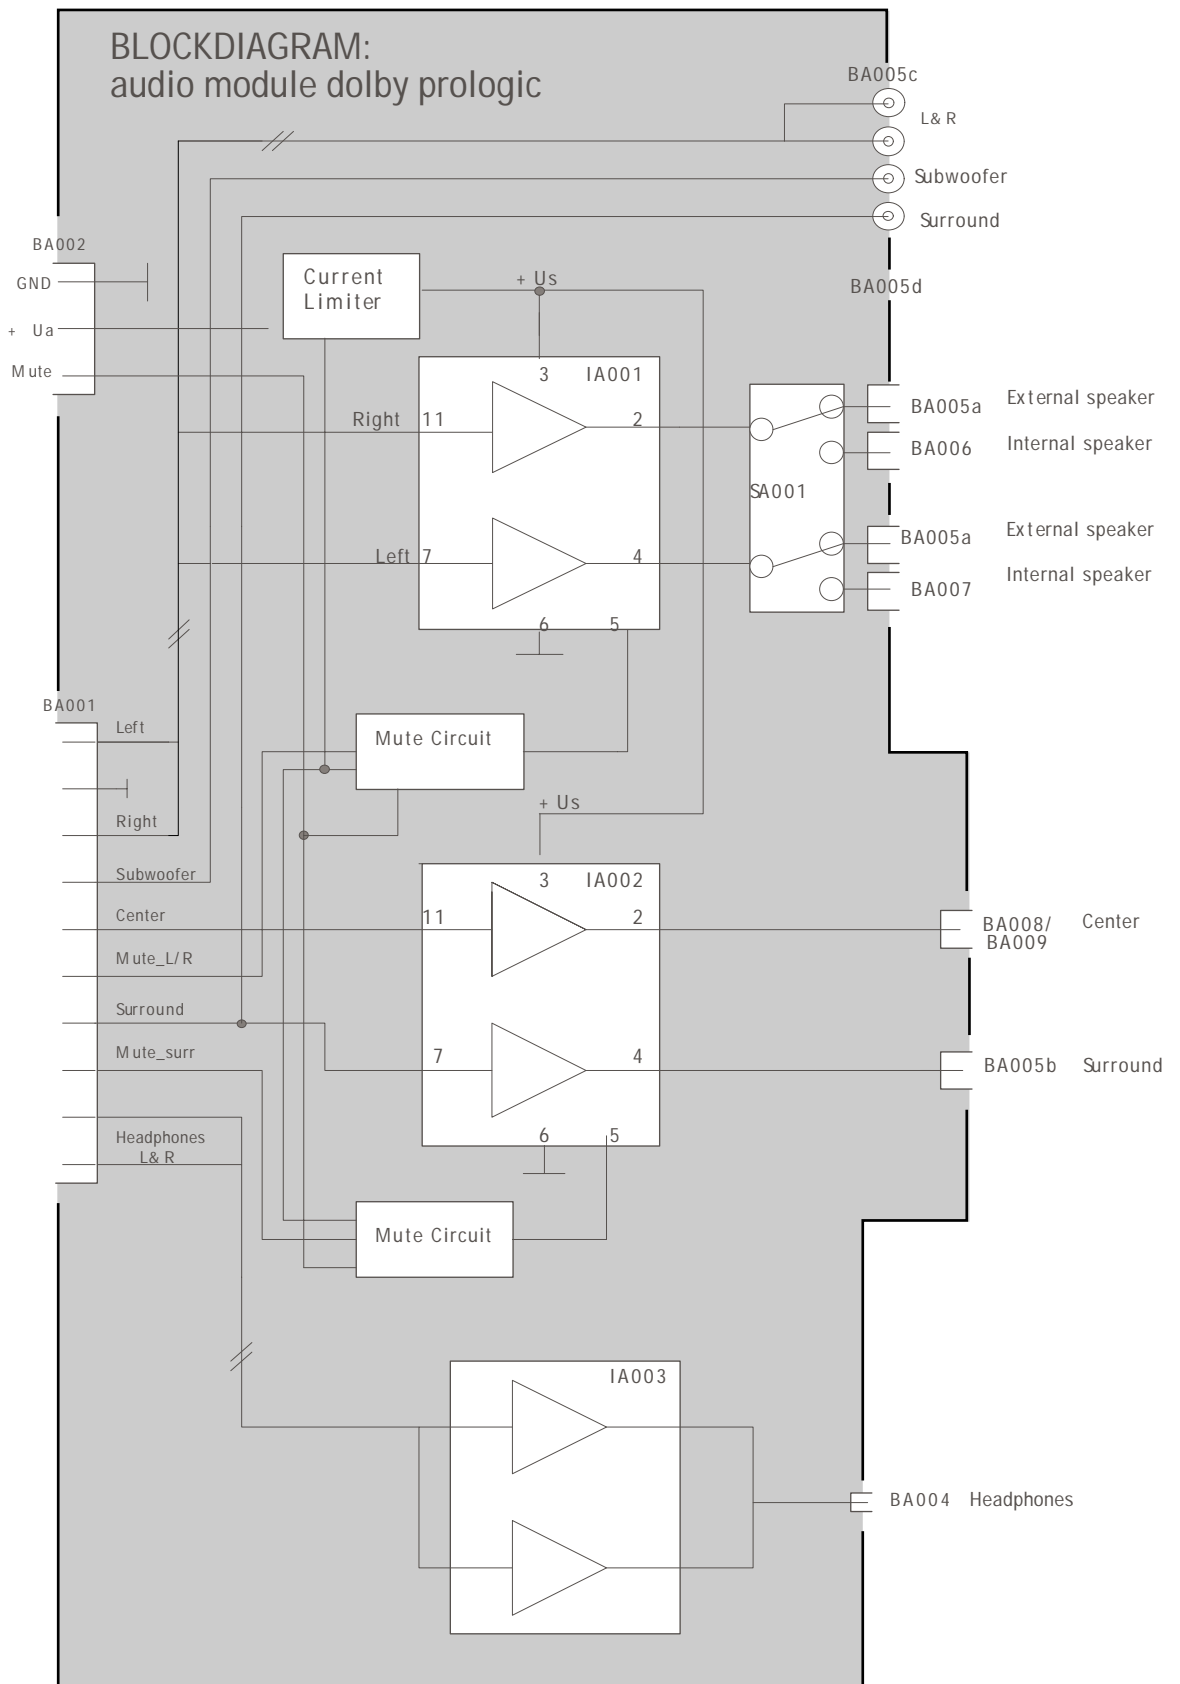 BLOCKDIAGRAM:
audio module dolby prologic
BA005c
L&R
Subwoofer
Surround
BA002
GND
+ Ua
Mute
Current
Limiter
+ Us
BA005d
3 IA001
Right 11
2
BA005a External speaker
BA006 Internal speaker
SA001
Left 7
4
BA005a External speaker
BA007 Internal speaker
6 5
BA001
Left
Mute Circuit
+ Us
Right
Subwoofer
3 IA002
Center
11
2
BA008/
BA009
Center
Mute_L/R
Surround
Mute_surr
7
4
BA005b Surround
6 5
Headphones
L&R
Mute Circuit
IA003
BA004 Headphones